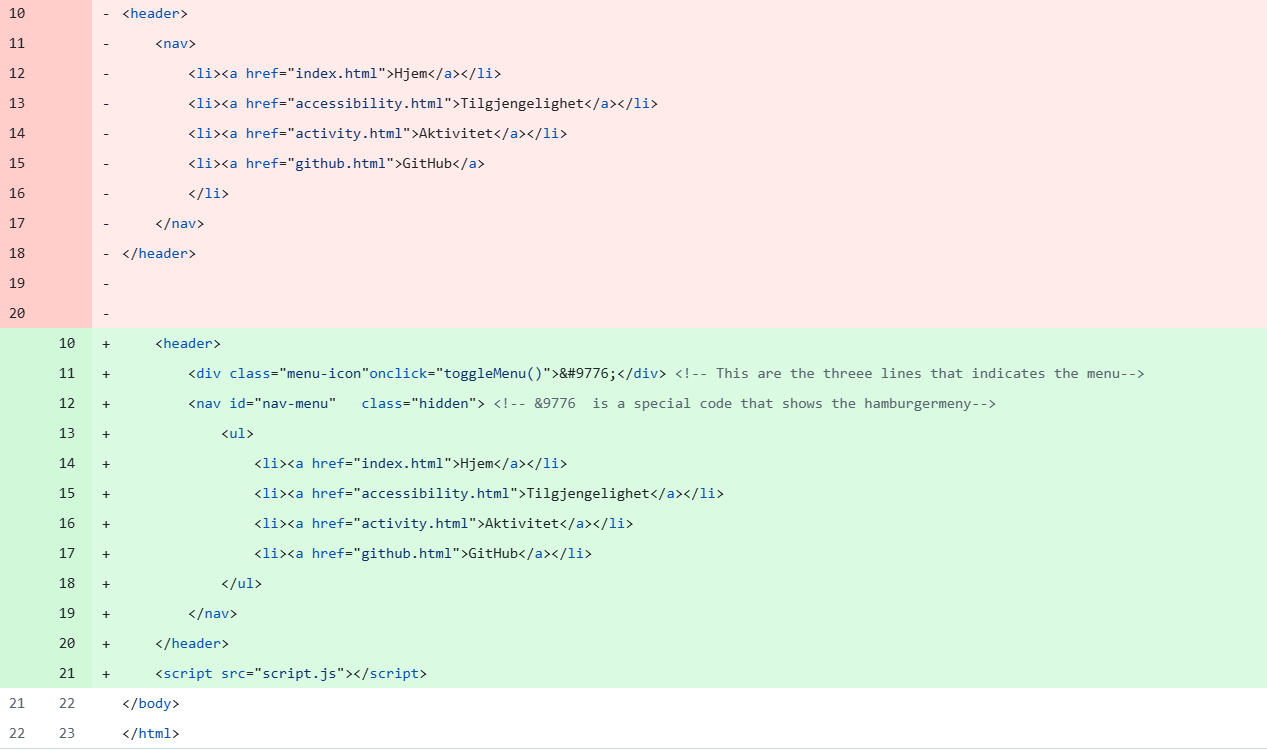 10 - <header>
11 - <nav>
12 - <li><a href="index.html">Hjem</a></li>
13 - <li><a href="accessibility.html">Tilgjengelighet</a></li>
14 - <li><a href="activity.html">Aktivitet</a></li>
15 - <li><a href="github.html">GitHub</a>
16 - </li>
17 - </nav>
18 - </header>
19 -
20 -
10 + <header>
11 + <div class="menu-icon"onclick="toggleMenu()">&#9776;</div> <!-- This are the threee lines that indicates the menu-->
12 + <nav id="nav-menu"   class="hidden"> <!-- &9776  is a special code that shows the hamburgermeny-->
13 + <ul>
14 + <li><a href="index.html">Hjem</a></li>
15 + <li><a href="accessibility.html">Tilgjengelighet</a></li>
16 + <li><a href="activity.html">Aktivitet</a></li>
17 + <li><a href="github.html">GitHub</a></li>
18 + </ul>
19 + </nav>
20 + </header>
21 + <script src="script.js"></script>
21 22 </body>
22 23 </html>